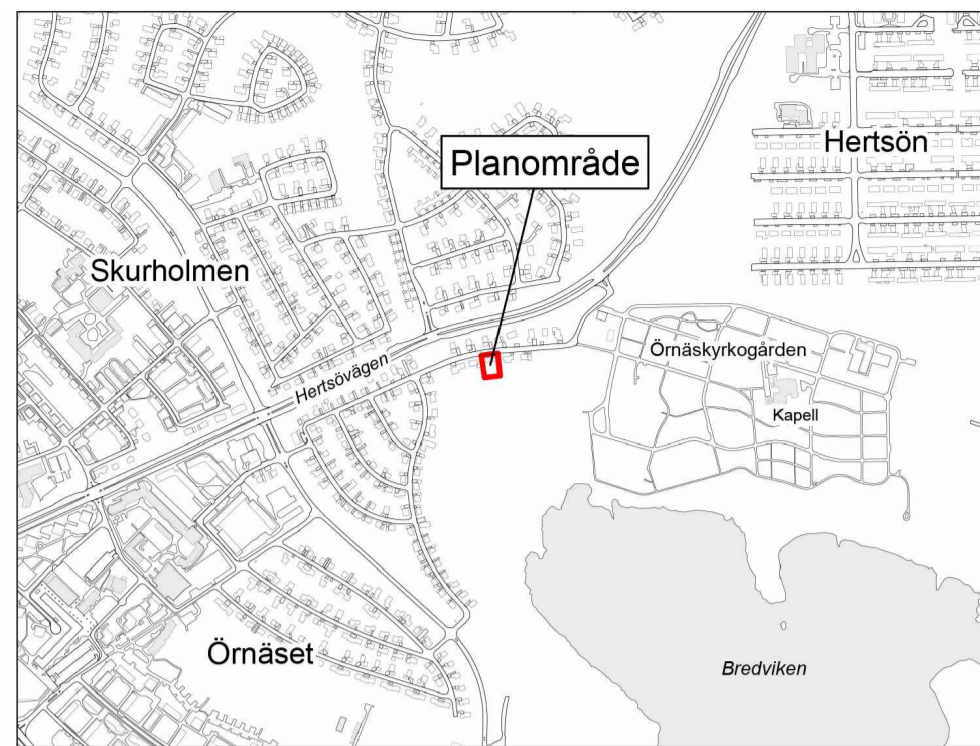 Planområde
Hertsön
Skurholmen
Örnäskyrkogården
Hertsövägen
Kapell
Örnäset
Bredviken